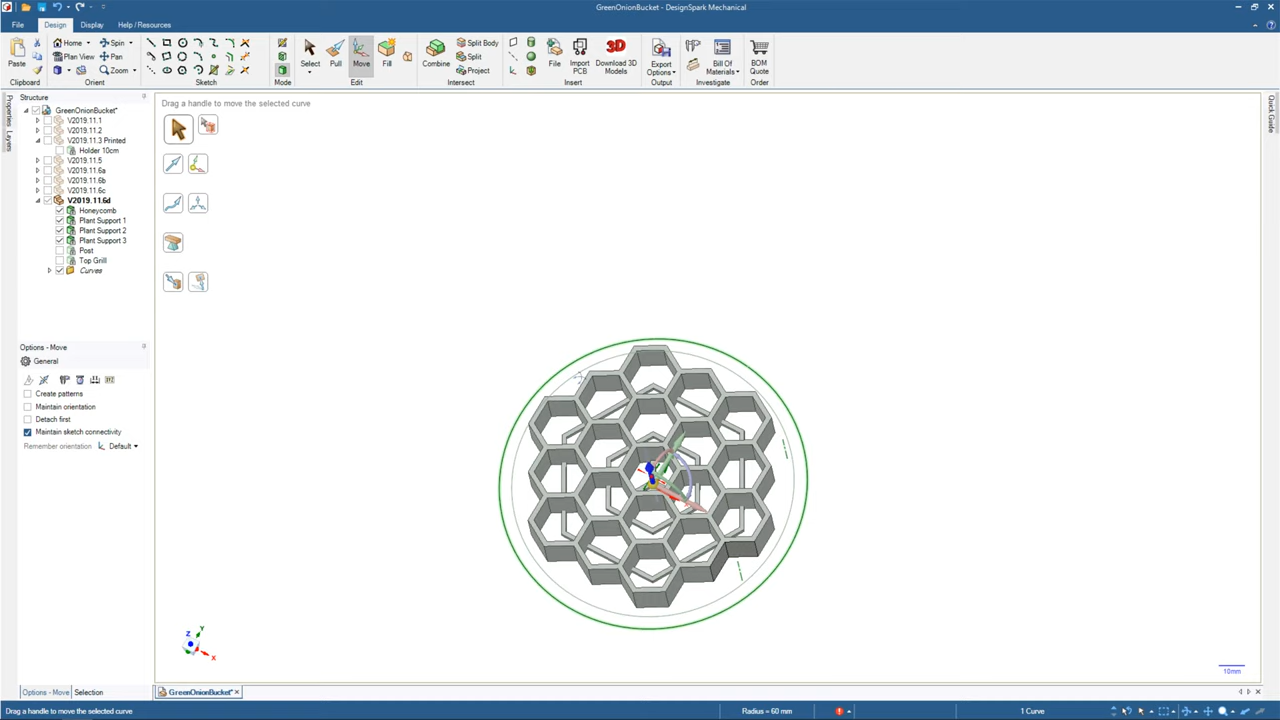 GreenOnionBucket - DesignSpark Mechanical
File
Design
Display
Help / Resources
Paste
Home
Plan View
Spin
Pan
Zoom
Select
Pull
Move
Fill
Combine
Split Body
Split
Project
File
Import PCB
Download 3D Models
Export Options
Bill Of Materials
BOM Quote
Clipboard
Orient
Sketch
Mode
Edit
Intersect
Insert
Output
Investigate
Order
Properties
Layers
Structure
GreenOnionBucket*
V2019.11.1
V2019.11.2
V2019.11.3 Printed
Holder 10cm
V2019.11.5
V2019.11.6a
V2019.11.6b
V2019.11.6c
V2019.11.6d
Honeycomb
Plant Support 1
Plant Support 2
Plant Support 3
Post
Top Grill
Curves
Options - Move
General
Create patterns
Maintain orientation
Detach first
Maintain sketch connectivity
Remember orientation
Default
Options - Move
Selection
Drag a handle to move the selected curve
Quick Guide
Z
Y
X
10mm
GreenOnionBucket*
Drag a handle to move the selected curve
Radius = 60 mm
1 Curve